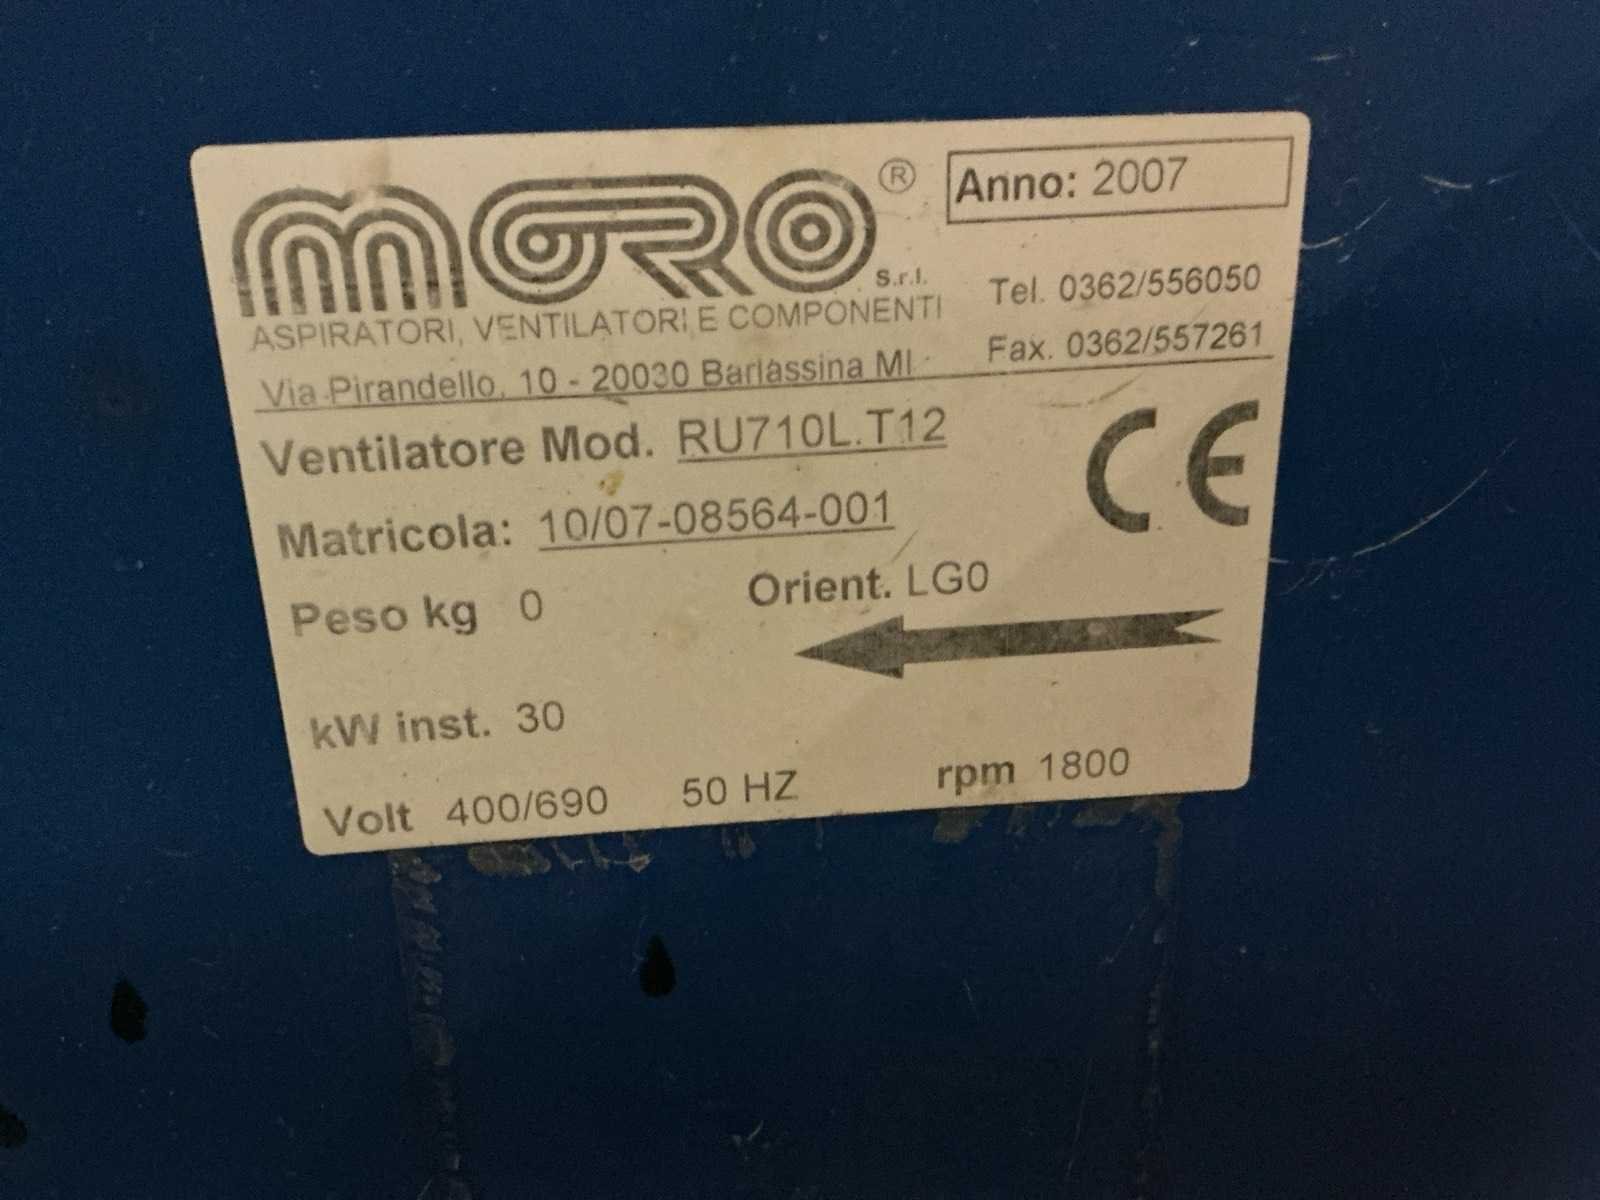 MORO ® s.r.l.
Anno: 2007
ASPIRATORI, VENTILATORI E COMPONENTI
Tel. 0362/556050
Via Pirandello, 10 - 20030 Barlassina MI
Fax. 0362/557261
Ventilatore Mod. RU710L.T12
CE
Matricola: 10/07-08564-001
Peso kg 0
Orient. LG0
kW inst. 30
Volt 400/690 50 HZ rpm 1800